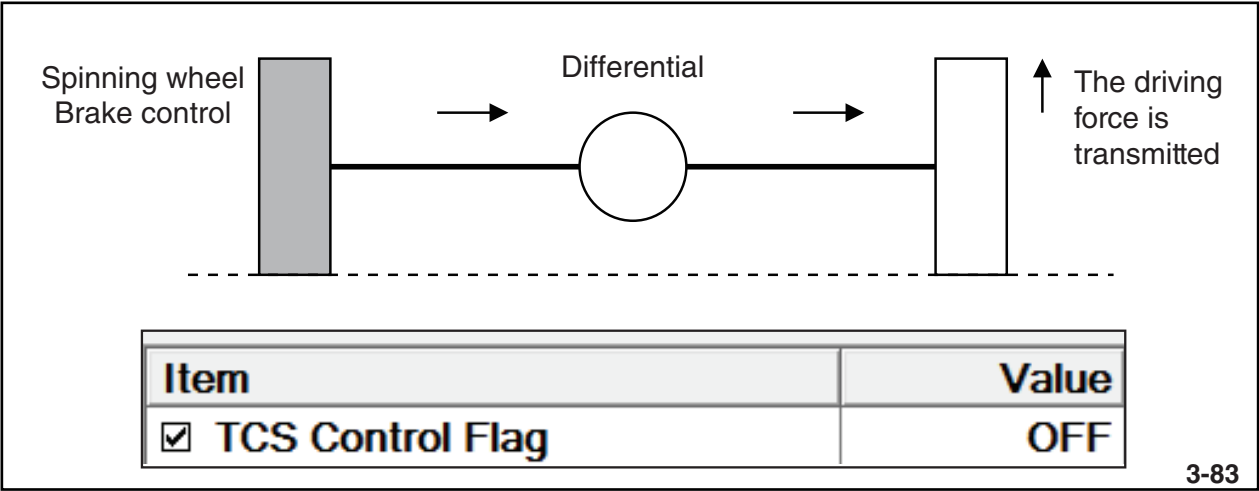 Spinning wheel
Brake control
Differential
The driving
force is
transmitted
Item Value
TCS Control Flag OFF
3-83